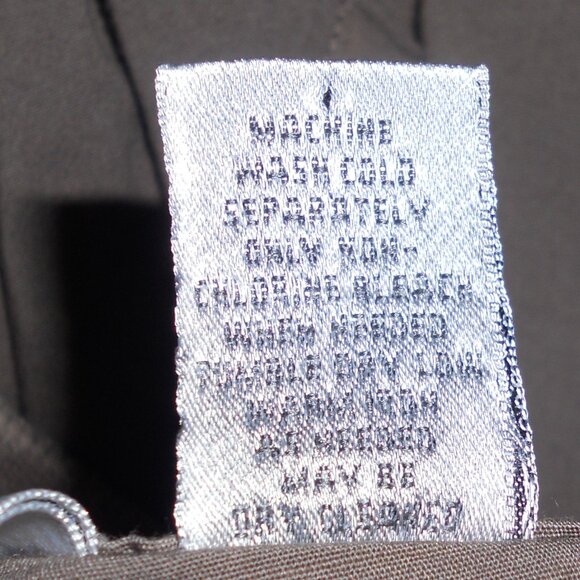 MACHINE
WASH COLD
SEPARATELY
ONLY NON-
CHLORINE BLEACH
WHEN NEEDED
TUMBLE DRY LOW
WARM IRON
AS NEEDED
MAY BE
DRY CLEANED